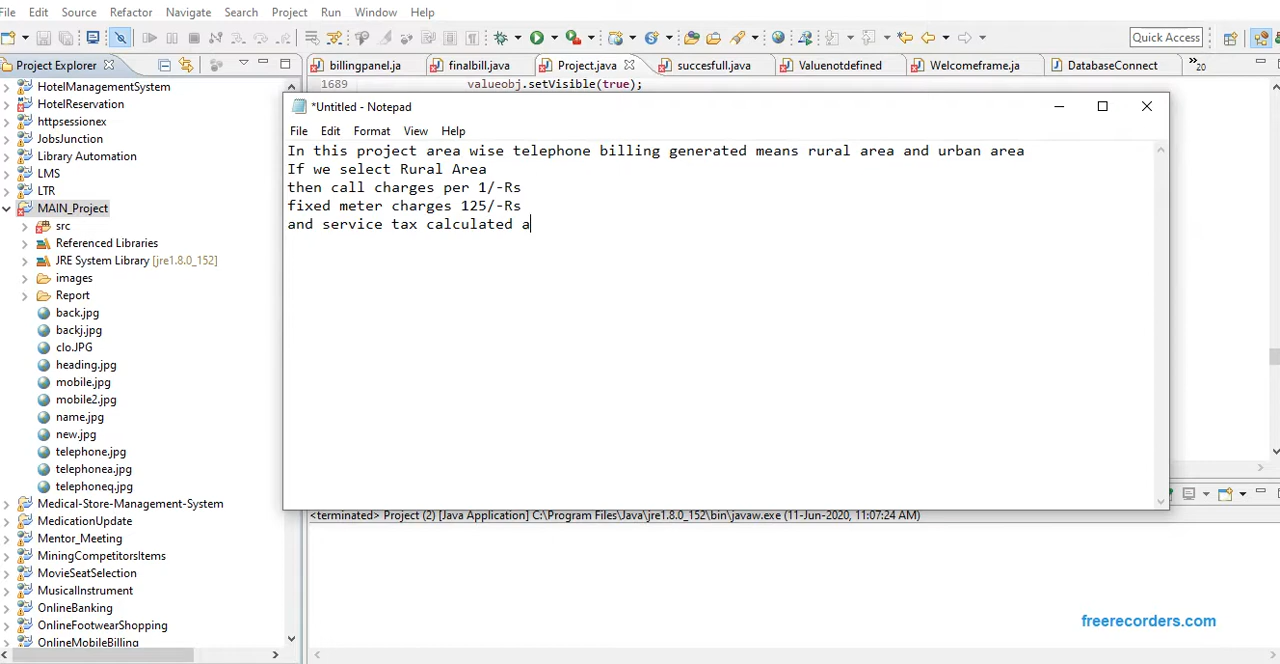 File Edit Source Refactor Navigate Search Project Run Window Help
Quick Access
Project Explorer
billingpanel.ja finalbill.java Project.java succesfull.java Valuenotdefined Welcomeframe.ja DatabaseConnect »20
HotelManagementSystem
HotelReservation
httpsessionex
JobsJunction
Library Automation
LMS
LTR
MAIN_Project
src
Referenced Libraries
JRE System Library [jre1.8.0_152]
images
Report
back.jpg
backj.jpg
clo.JPG
heading.jpg
mobile.jpg
mobile2.jpg
name.jpg
new.jpg
telephone.jpg
telephonea.jpg
telephoneq.jpg
Medical-Store-Management-System
MedicationUpdate
Mentor_Meeting
MiningCompetitorsItems
MovieSeatSelection
MusicalInstrument
OnlineBanking
OnlineFootwearShopping
OnlineMobileBilling
1689 valueobj.setVisible(true);
*Untitled - Notepad
File Edit Format View Help
In this project area wise telephone billing generated means rural area and urban area
If we select Rural Area
then call charges per 1/-Rs
fixed meter charges 125/-Rs
and service tax calculated a
<terminated> Project (2) [Java Application] C:\Program Files\Java\jre1.8.0_152\bin\javaw.exe (11-Jun-2020, 11:07:24 AM)
freerecorders.com